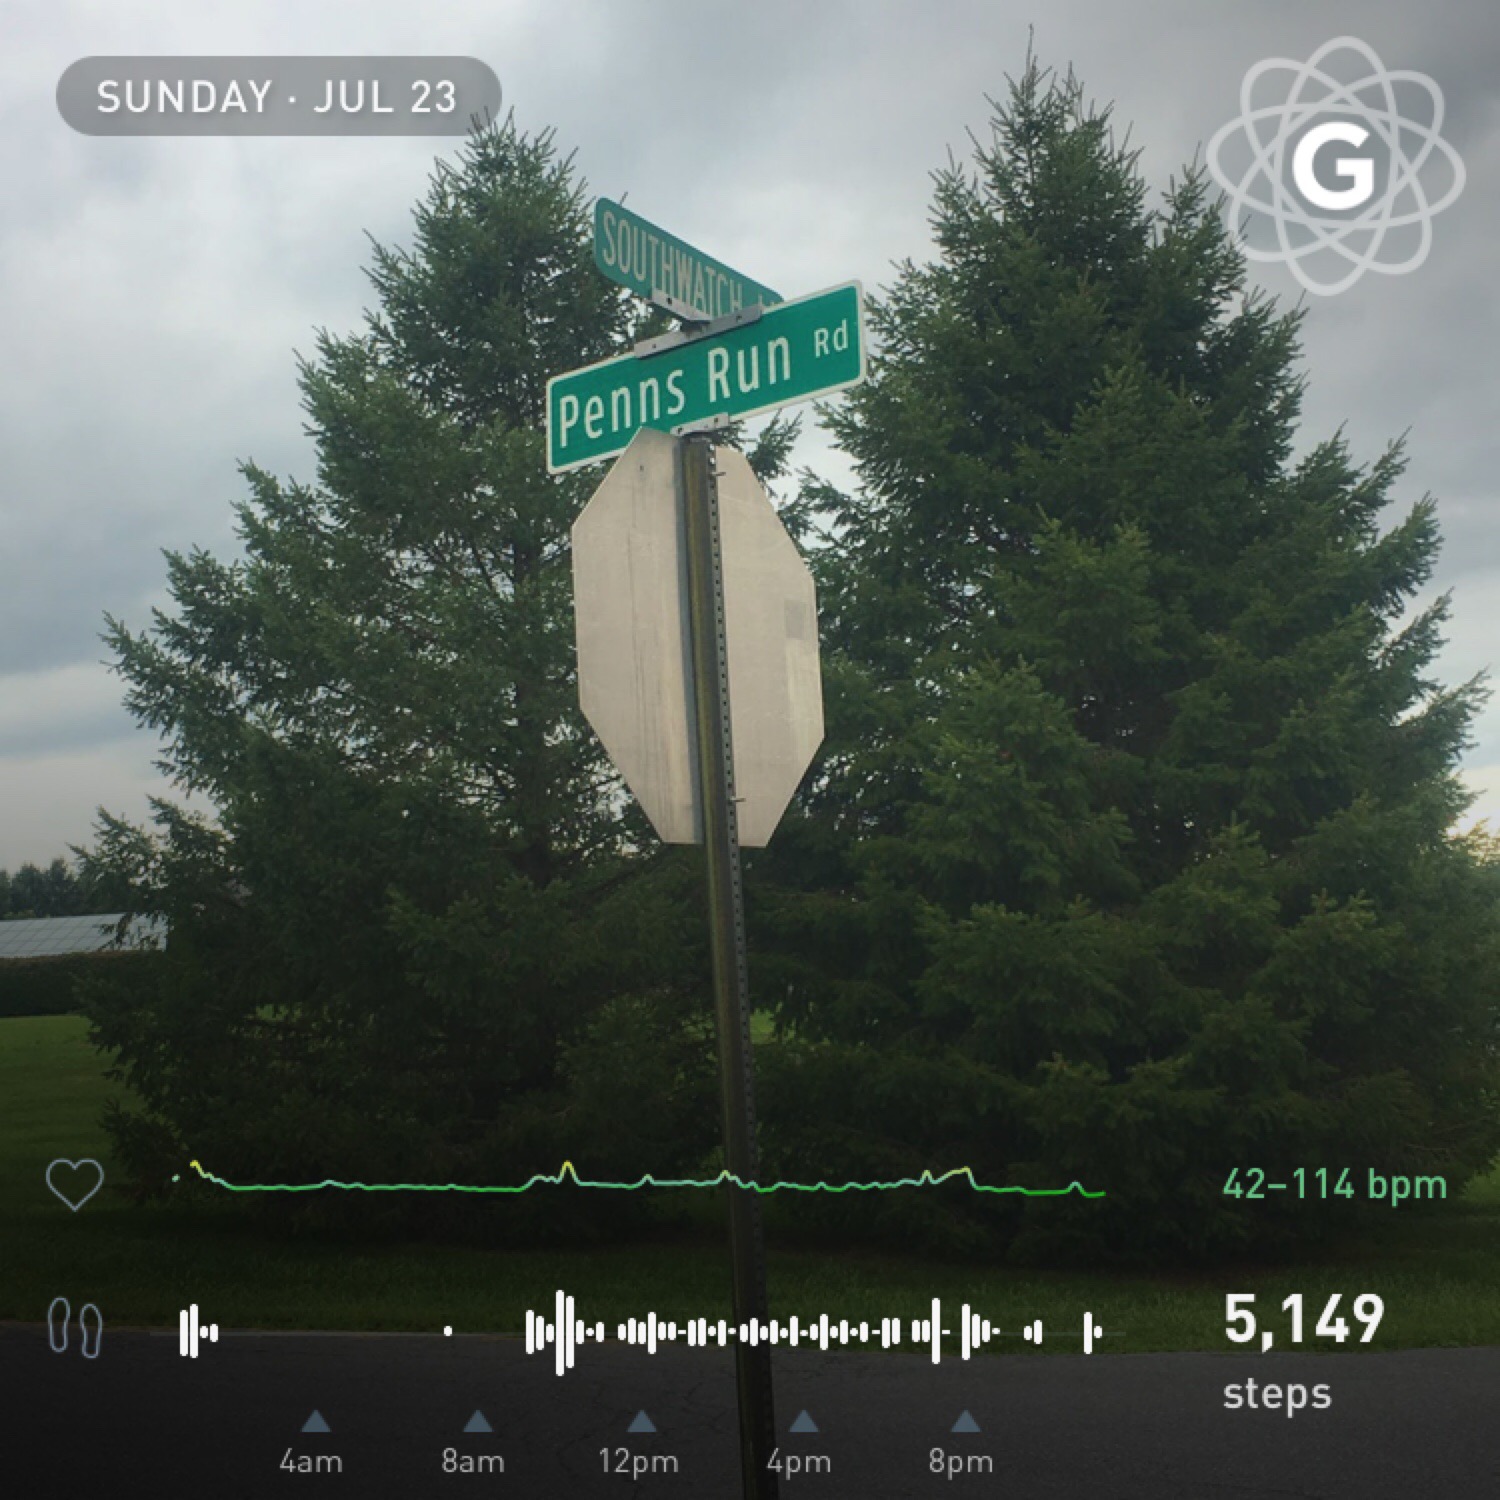 SUNDAY · JUL 23
G
SOUTHWATCH
Penns Run Rd
42–114 bpm
5,149
steps
4am 8am 12pm 4pm 8pm